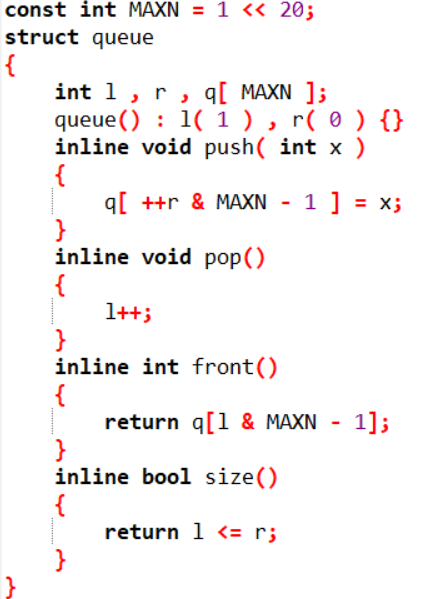 const int MAXN = 1 << 20;
struct queue
{
    int l , r , q[ MAXN ];
    queue() : l( 1 ) , r( 0 ) {}
    inline void push( int x )
    {
        q[ ++r & MAXN - 1 ] = x;
    }
    inline void pop()
    {
        l++;
    }
    inline int front()
    {
        return q[l & MAXN - 1];
    }
    inline bool size()
    {
        return l <= r;
    }
}